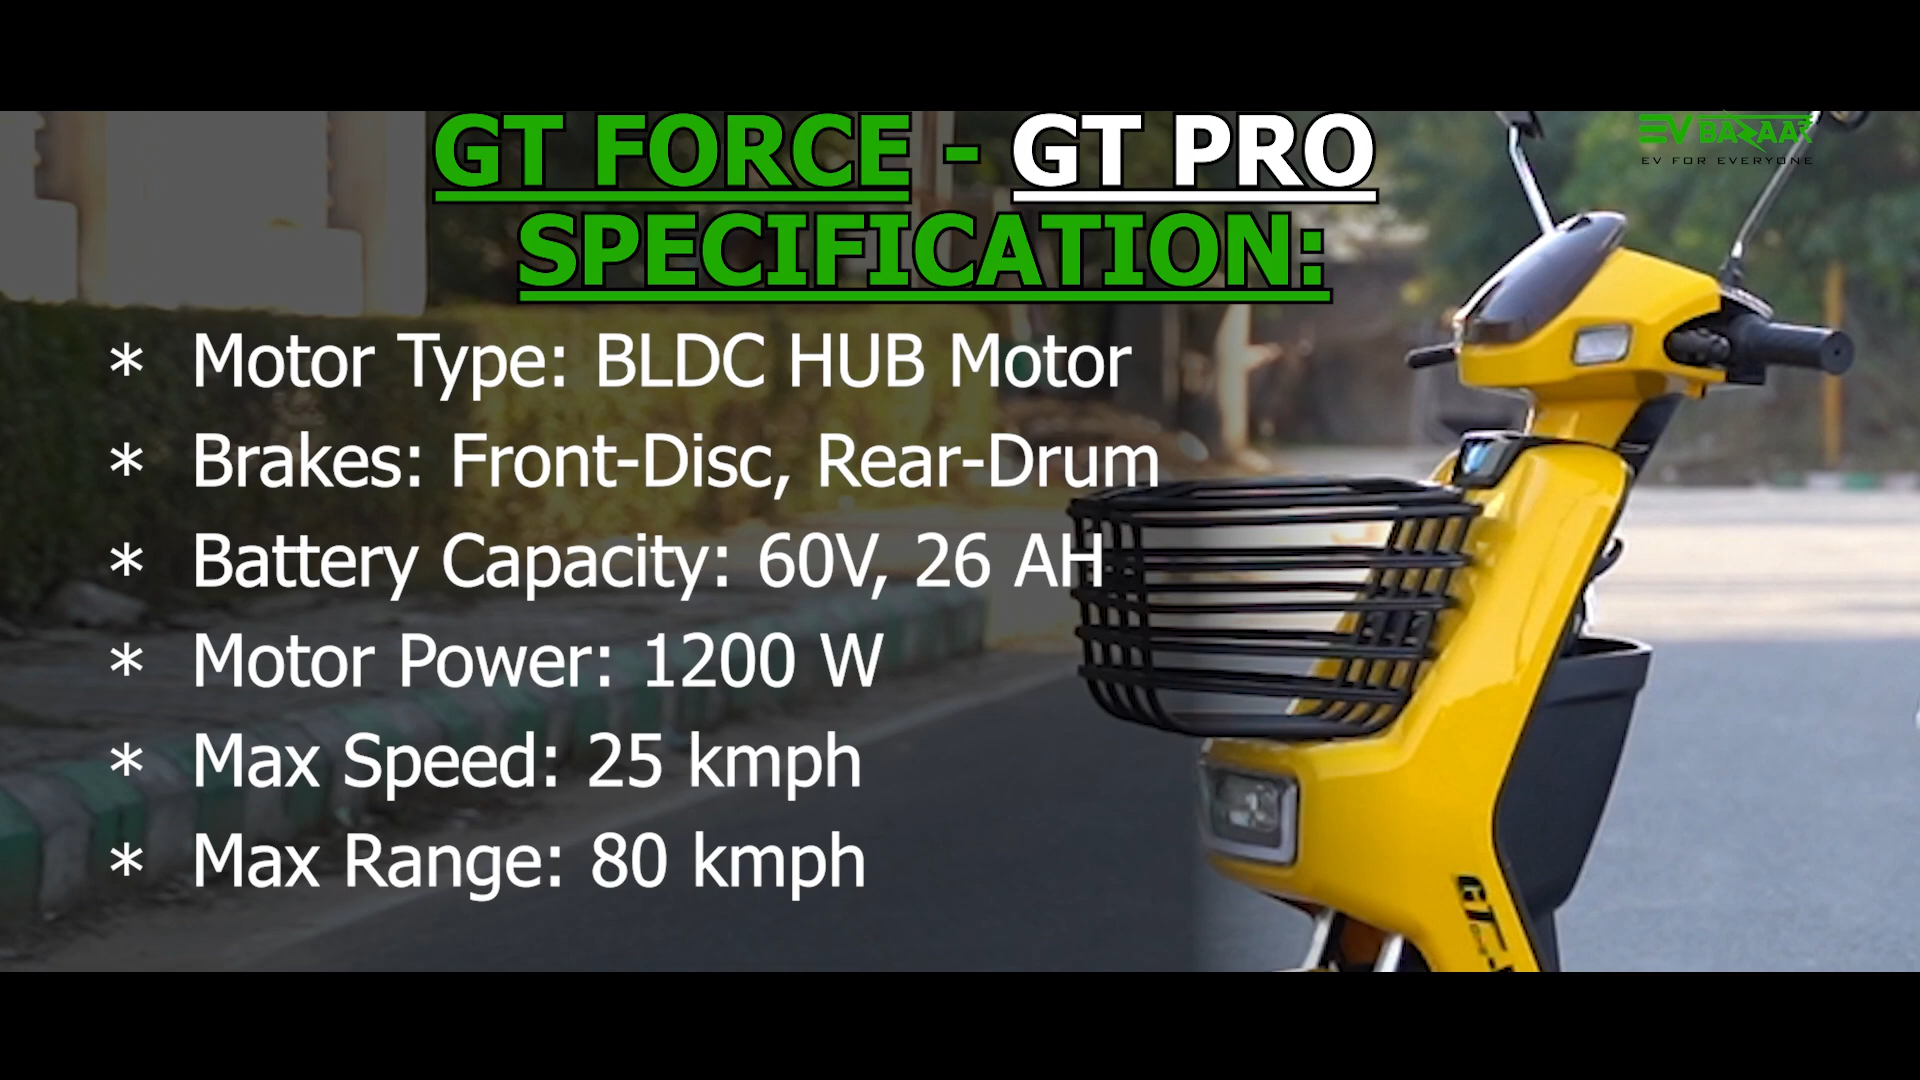 GT FORCE - GT PRO
SPECIFICATION:
EV BAZAAR
EV FOR EVERYONE
* Motor Type: BLDC HUB Motor
* Brakes: Front-Disc, Rear-Drum
* Battery Capacity: 60V, 26 AH
* Motor Power: 1200 W
* Max Speed: 25 kmph
* Max Range: 80 kmph
GT